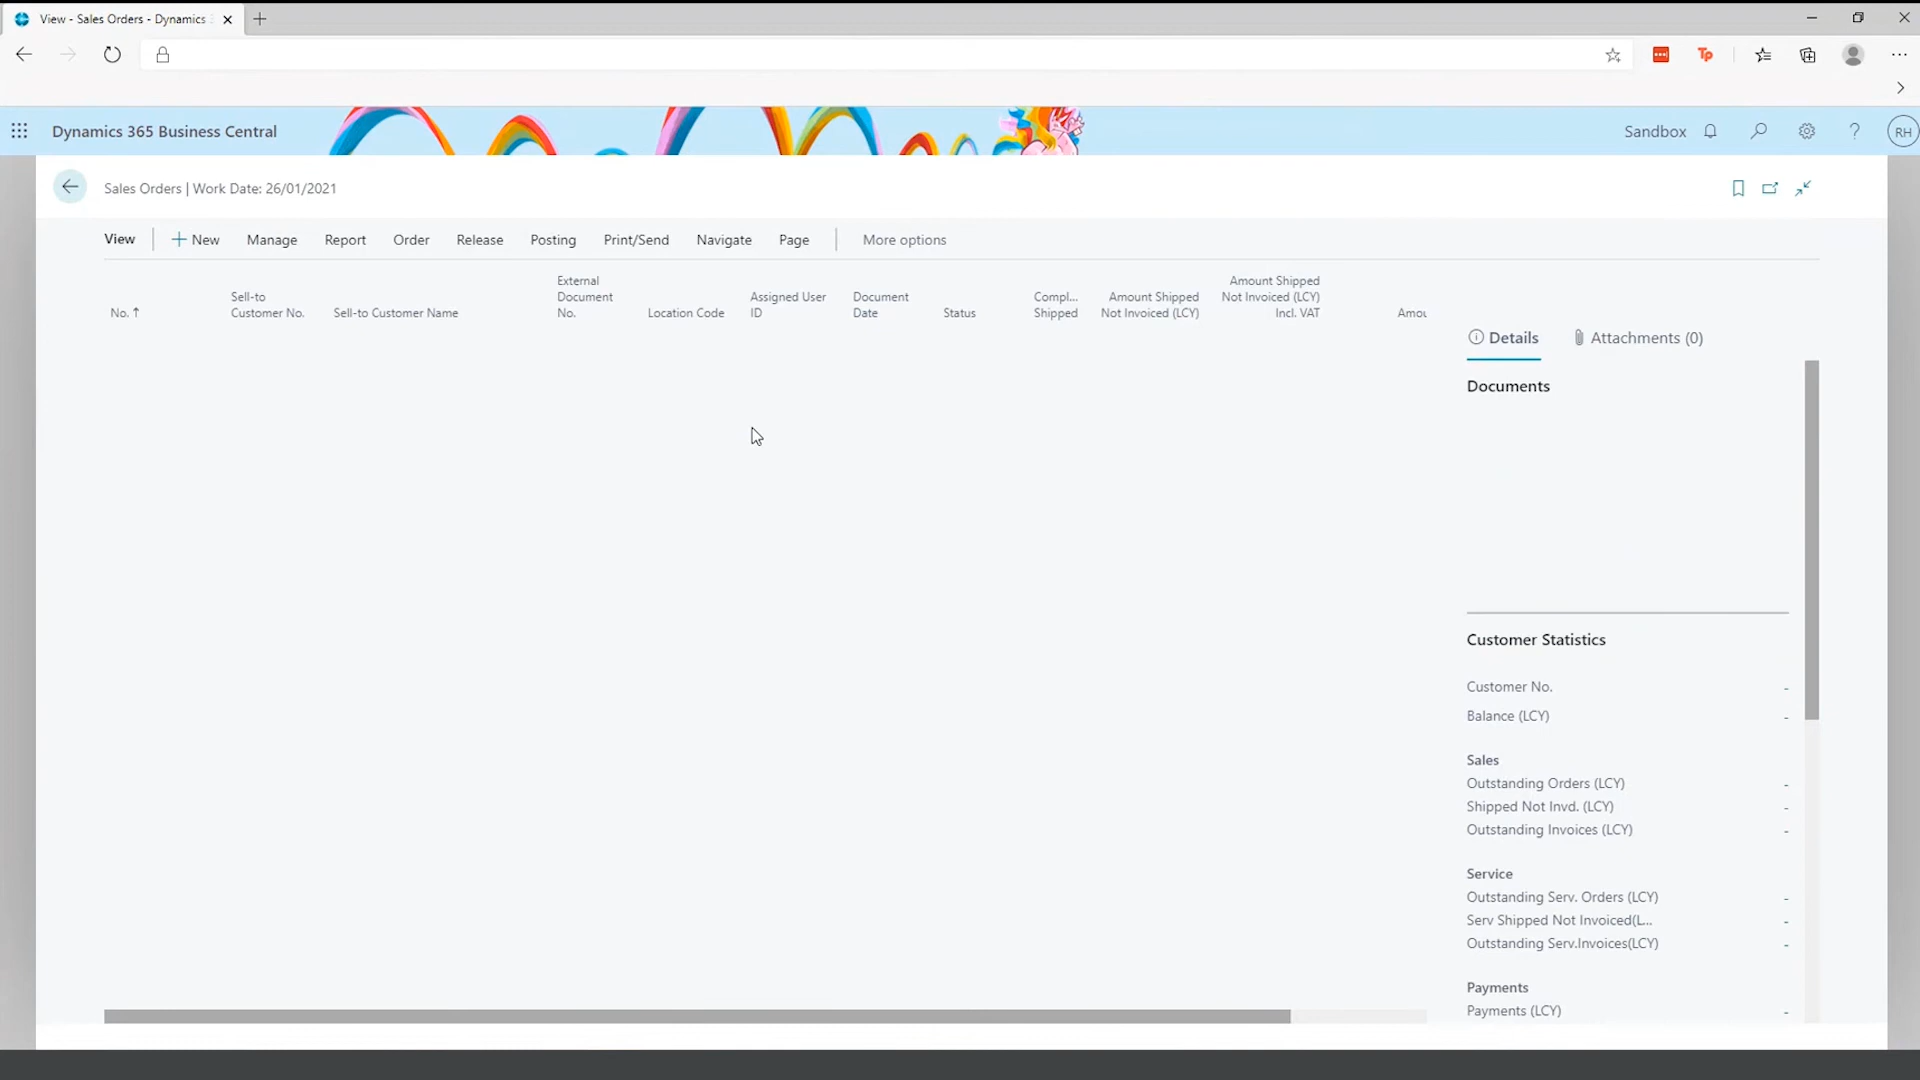 View - Sales Orders - Dynamics
Dynamics 365 Business Central
Sandbox
RH
Sales Orders | Work Date: 26/01/2021
View
New
Manage
Report
Order
Release
Posting
Print/Send
Navigate
Page
More options
No. ↑
Sell-to
Customer No.
Sell-to Customer Name
External
Document
No.
Location Code
Assigned User
ID
Document
Date
Status
Compl...
Shipped
Amount Shipped
Not Invoiced (LCY)
Amount Shipped
Not Invoiced (LCY)
Incl. VAT
Amou
Details
Attachments (0)
Documents
Customer Statistics
Customer No. -
Balance (LCY) -
Sales
Outstanding Orders (LCY) -
Shipped Not Invd. (LCY) -
Outstanding Invoices (LCY) -
Service
Outstanding Serv. Orders (LCY) -
Serv Shipped Not Invoiced(L... -
Outstanding Serv.Invoices(LCY) -
Payments
Payments (LCY) -